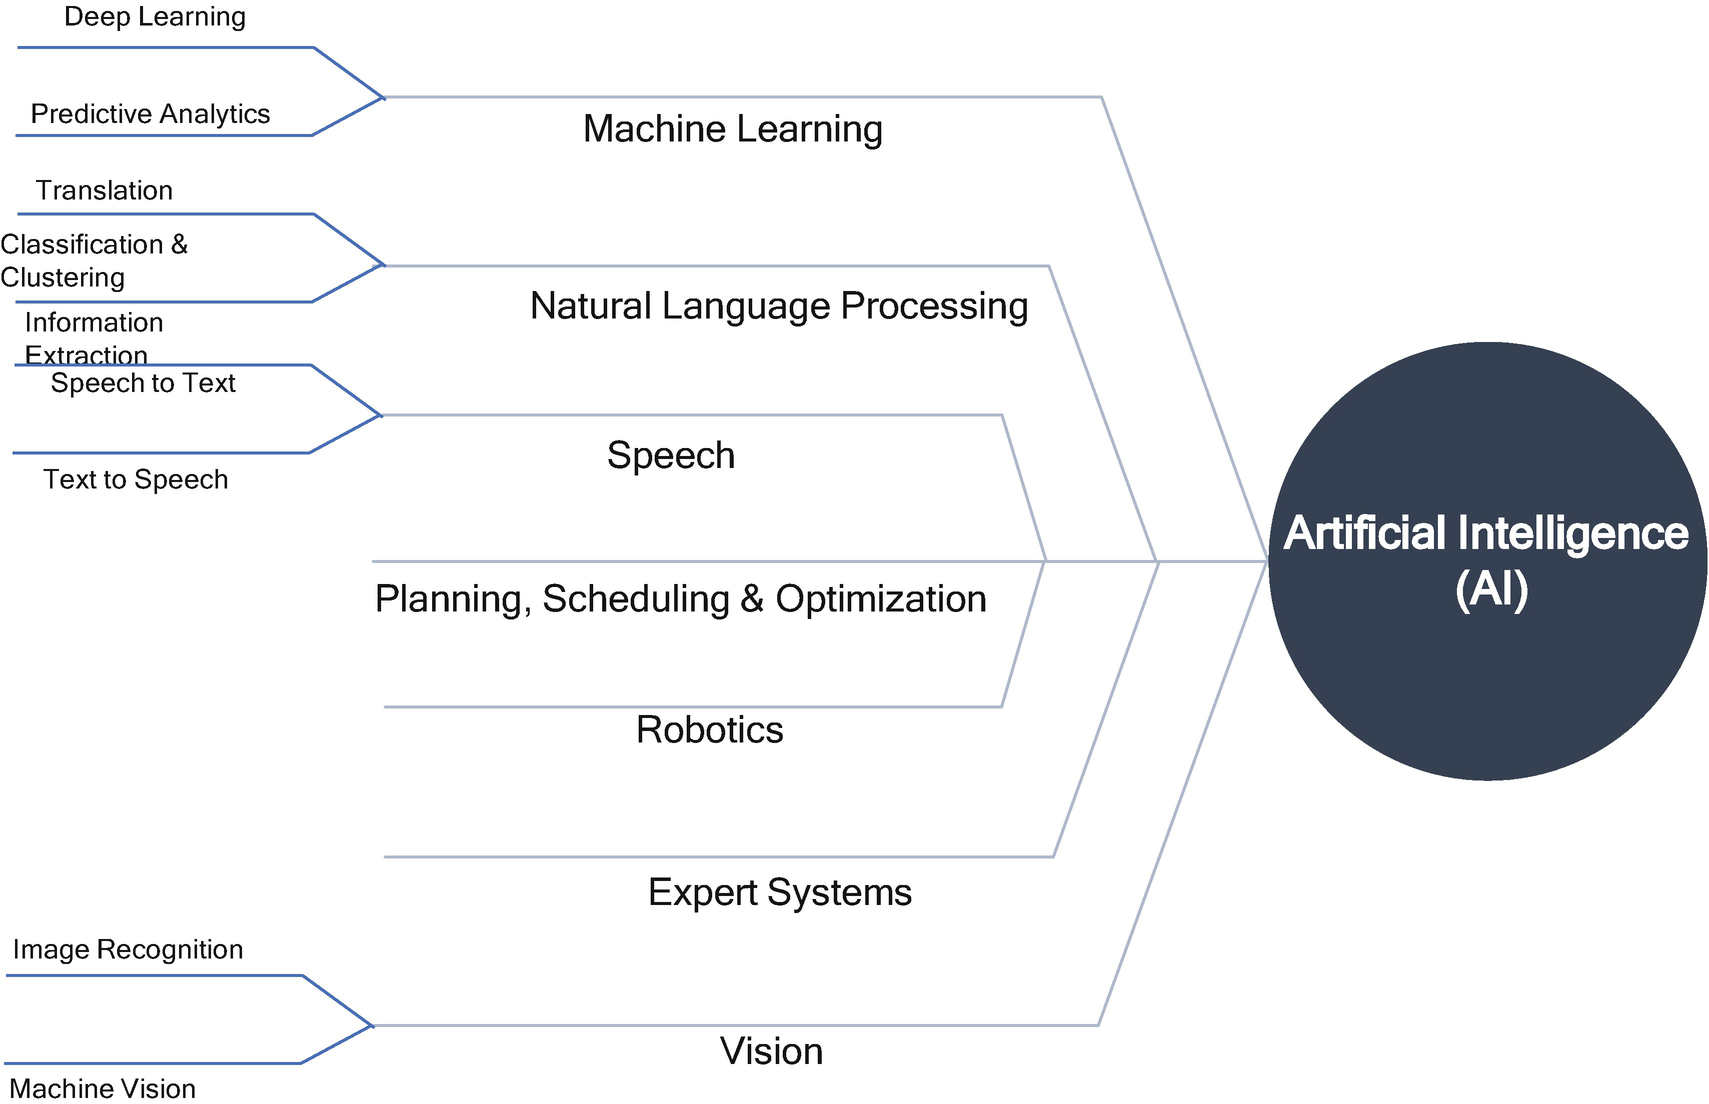 Deep Learning
Predictive Analytics
Machine Learning
Translation
Classification &
Clustering
Information
Extraction
Natural Language Processing
Speech to Text
Text to Speech
Speech
Planning, Scheduling & Optimization
Robotics
Expert Systems
Image Recognition
Machine Vision
Vision
Artificial Intelligence
(AI)